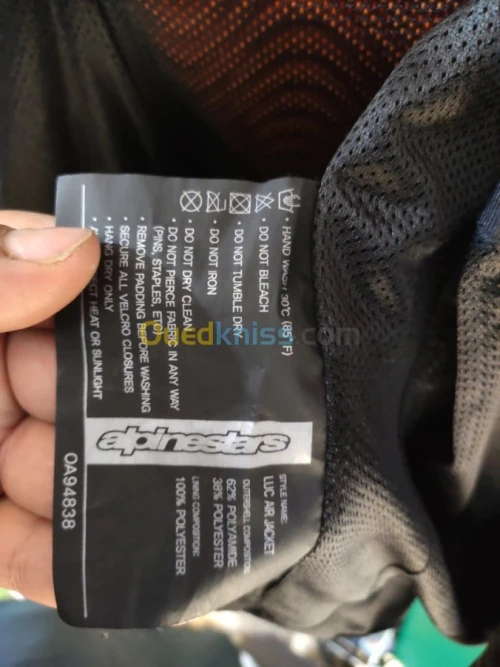 • HAND WASH 30°C (85° F)
• DO NOT BLEACH
• DO NOT TUMBLE DRY
• DO NOT IRON
• DO NOT DRY CLEAN
• DO NOT PIERCE FABRIC IN ANY WAY
(PINS, STAPLES, ETC)
• REMOVE PADDING BEFORE WASHING
• SECURE ALL VELCRO CLOSURES
• HANG DRY ONLY
HEAT OR SUNLIGHT
alpinestars
STYLE NAME:
LUC AIR JACKET
OUTERSHELL COMPOSITION:
62% POLYAMIDE
38% POLYESTER
LINING COMPOSITION:
100% POLYESTER
OA94838
Ouedkniss.com